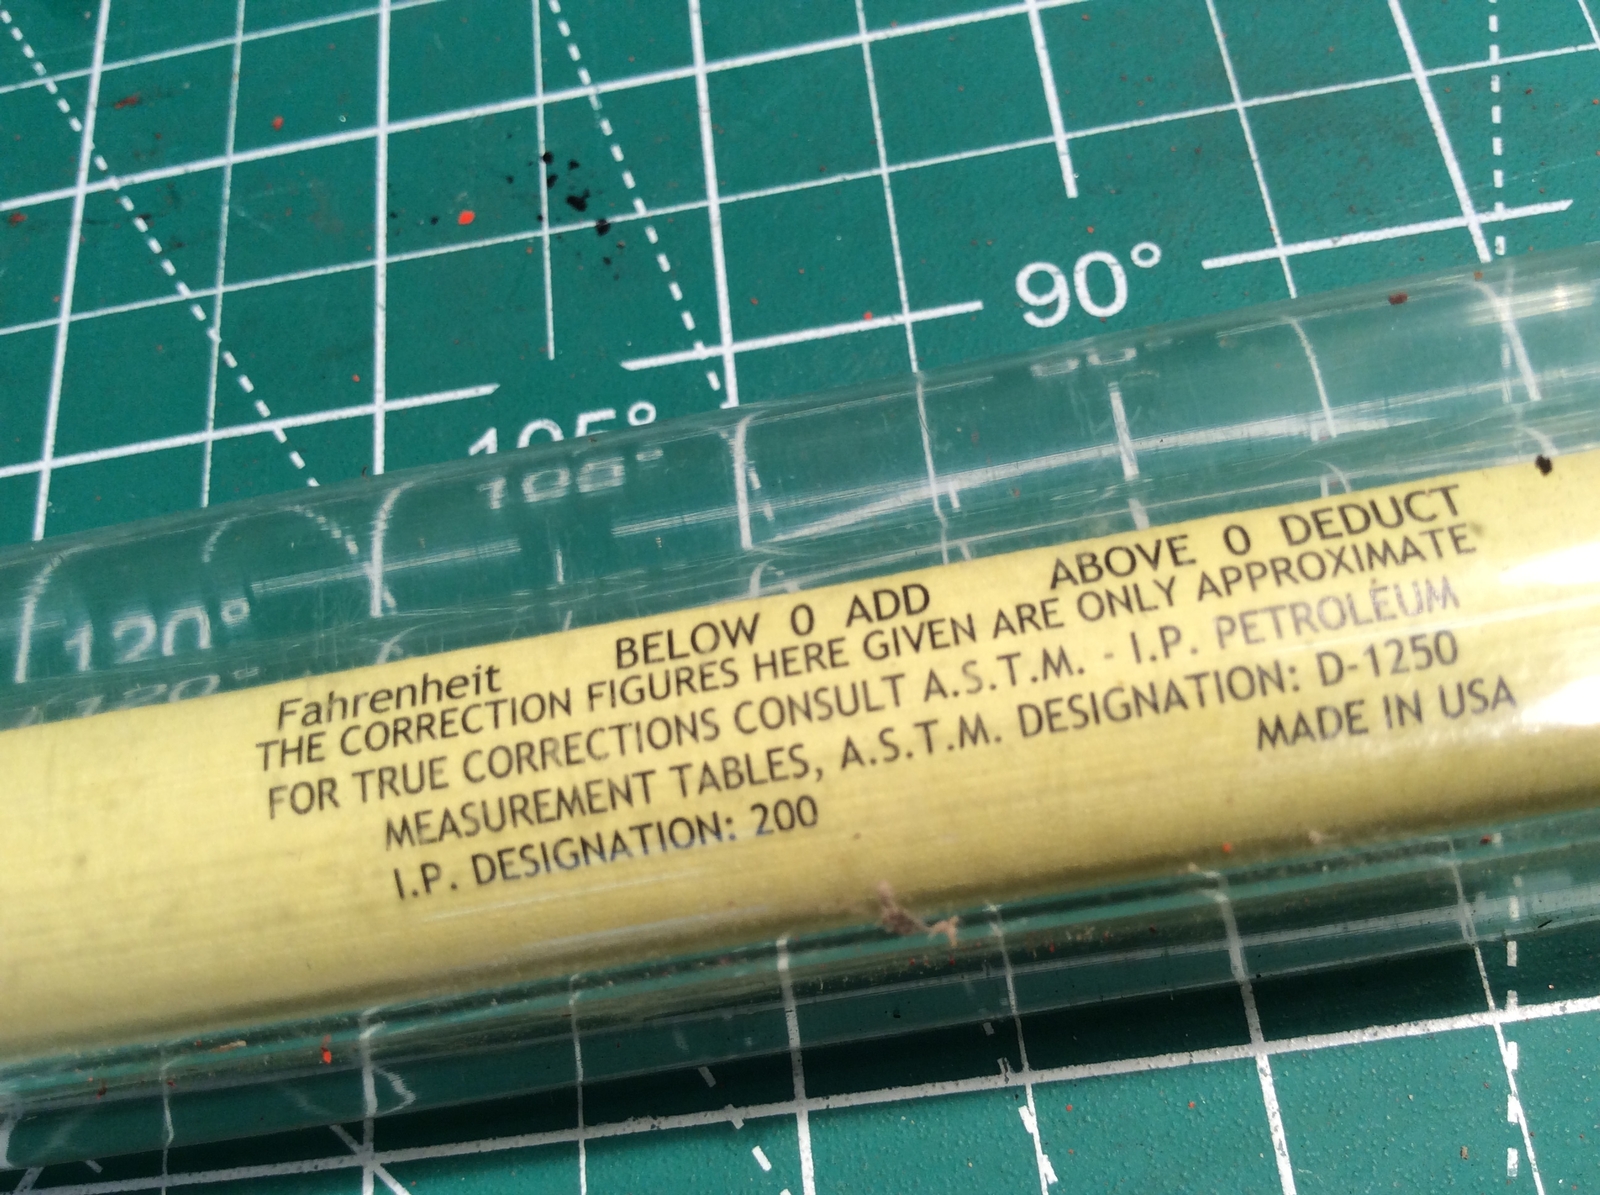 90°
105°
120°
Fahrenheit BELOW 0 ADD ABOVE 0 DEDUCT
THE CORRECTION FIGURES HERE GIVEN ARE ONLY APPROXIMATE
FOR TRUE CORRECTIONS CONSULT A.S.T.M. - I.P. PETROLEUM
MEASUREMENT TABLES, A.S.T.M. DESIGNATION: D-1250
I.P. DESIGNATION: 200 MADE IN USA